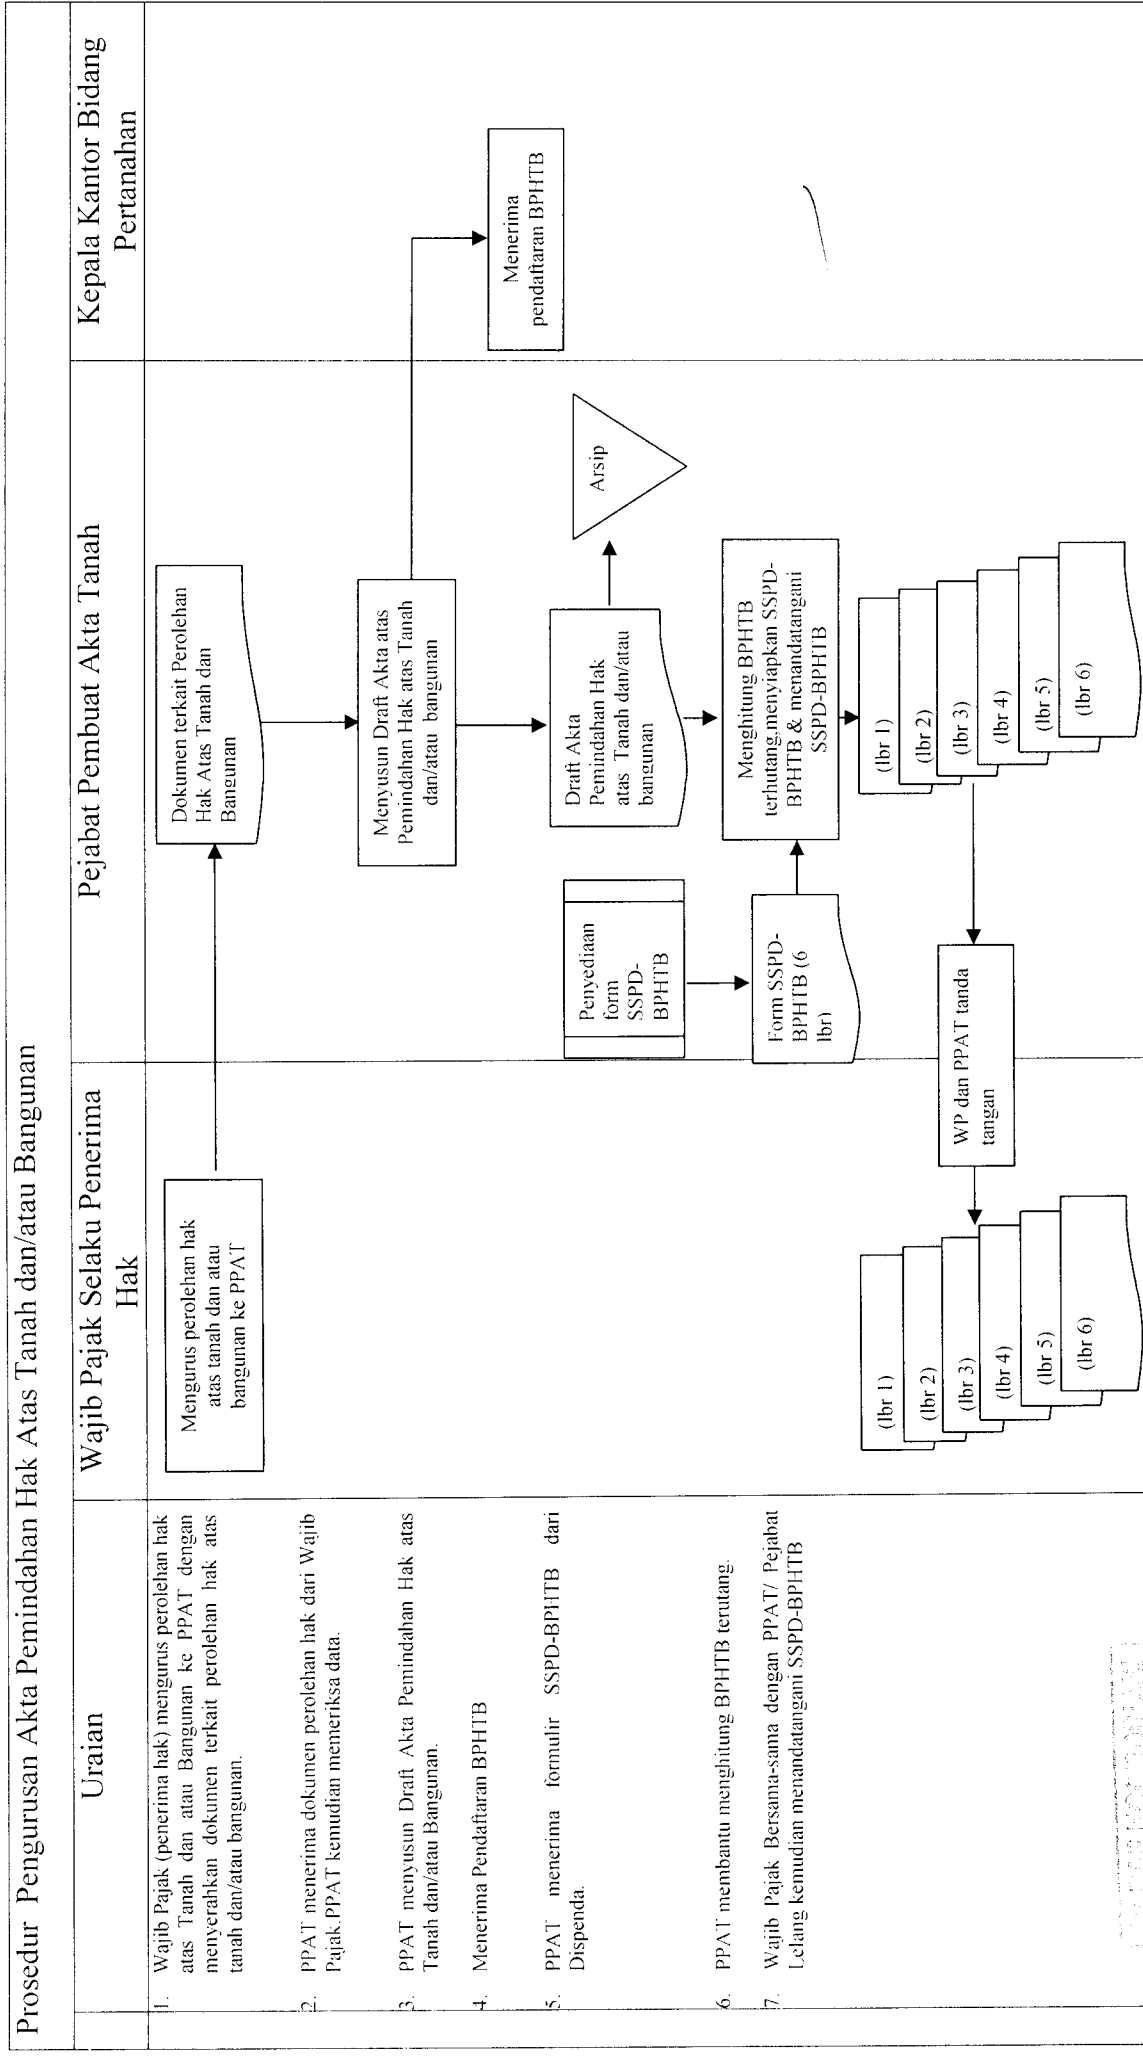 Prosedur Pengurusan Akta Pemindahan Hak Atas Tanah dan/atau Bangunan
Uraian
Wajib Pajak Selaku Penerima
Hak
Pejabat Pembuat Akta Tanah
Kepala Kantor Bidang
Pertanahan
1. Wajib Pajak (penerima hak) mengurus perolehan hak
atas Tanah dan atau Bangunan ke PPAT dengan
menyerahkan dokumen terkait perolehan hak atas
tanah dan/atau bangunan.
2. PPAT menerima dokumen perolehan hak dari Wajib
Pajak.PPAT kemudian memeriksa data.
3. PPAT menyusun Draft Akta Pemindahan Hak atas
Tanah dan/atau Bangunan.
4. Menerima Pendaftaran BPHTB
5. PPAT menerima formulir SSPD-BPHTB dari
Dispenda.
6. PPAT membantu menghitung BPHTB terutang.
7. Wajib Pajak Bersama-sama dengan PPAT/ Pejabat
Lelang kemudian menandatangani SSPD-BPHTB
Mengurus perolehan hak
atas tanah dan atau
bangunan ke PPAT
(lbr 1)
(lbr 2)
(lbr 3)
(lbr 4)
(lbr 5)
(lbr 6)
WP dan PPAT tanda
tangan
Dokumen terkait Perolehan
Hak Atas Tanah dan
Bangunan
Menyusun Draft Akta atas
Pemindahan Hak atas Tanah
dan/atau bangunan
Penyediaan
form
SSPD-
BPHTB
Draft Akta
Pemindahan Hak
atas Tanah dan/atau
bangunan
Arsip
Form SSPD-
BPHTB (6
lbr)
Menghitung BPHTB
terhutang,menyiapkan SSPD-
BPHTB & menandatangani
SSPD-BPHTB
(lbr 1)
(lbr 2)
(lbr 3)
(lbr 4)
(lbr 5)
(lbr 6)
Menerima
pendaftaran BPHTB